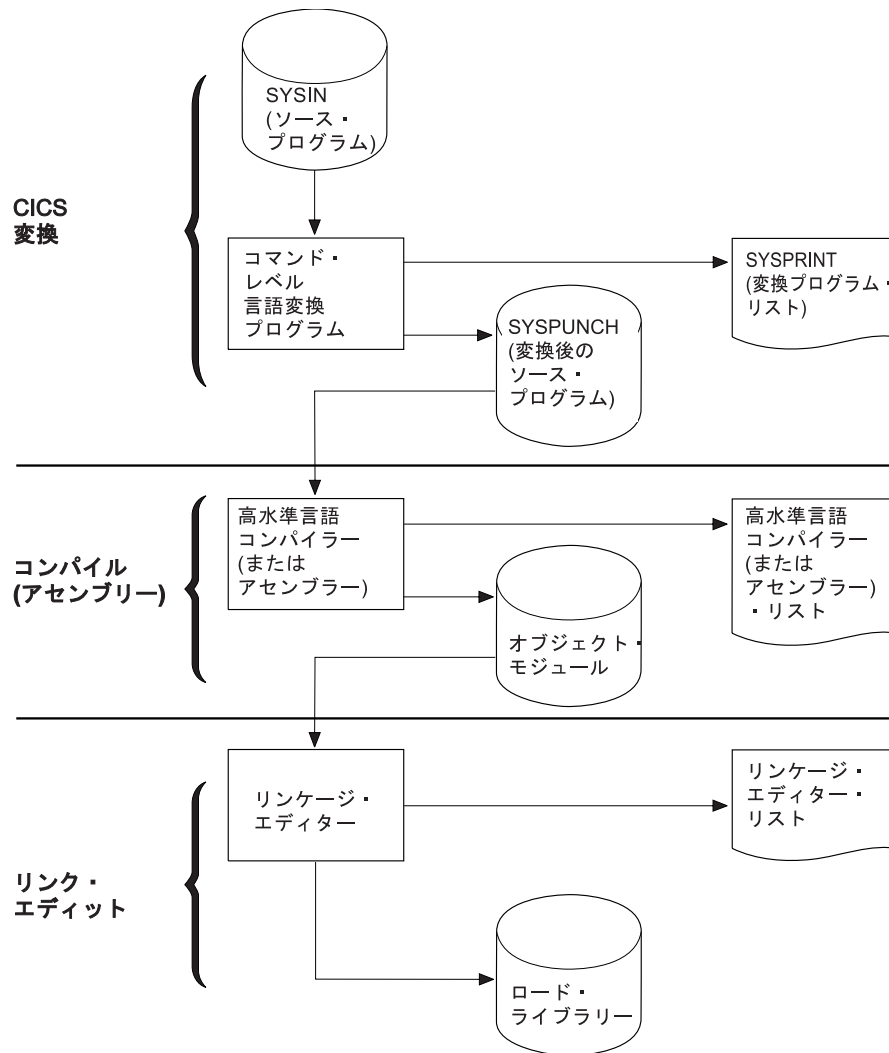 SYSIN
(ソース・
プログラム)
CICS
変換
コマンド・
レベル
言語変換
プログラム
SYSPRINT
(変換プログラム・
リスト)
SYSPUNCH
(変換後の
ソース・
プログラム)
コンパイル
(アセンブリー)
高水準言語
コンパイラー
(または
アセンブラー)
高水準言語
コンパイラー
(または
アセンブラー)
・リスト
オブジェクト・
モジュール
リンク・
エディット
リンケージ・
エディター
リンケージ・
エディター・
リスト
ロード・
ライブラリー